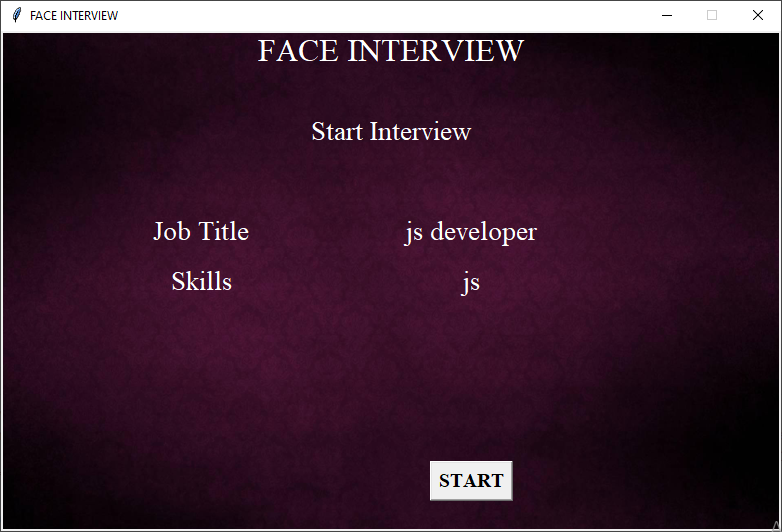 FACE INTERVIEW
FACE INTERVIEW
Start Interview
Job Title js developer
Skills js
START